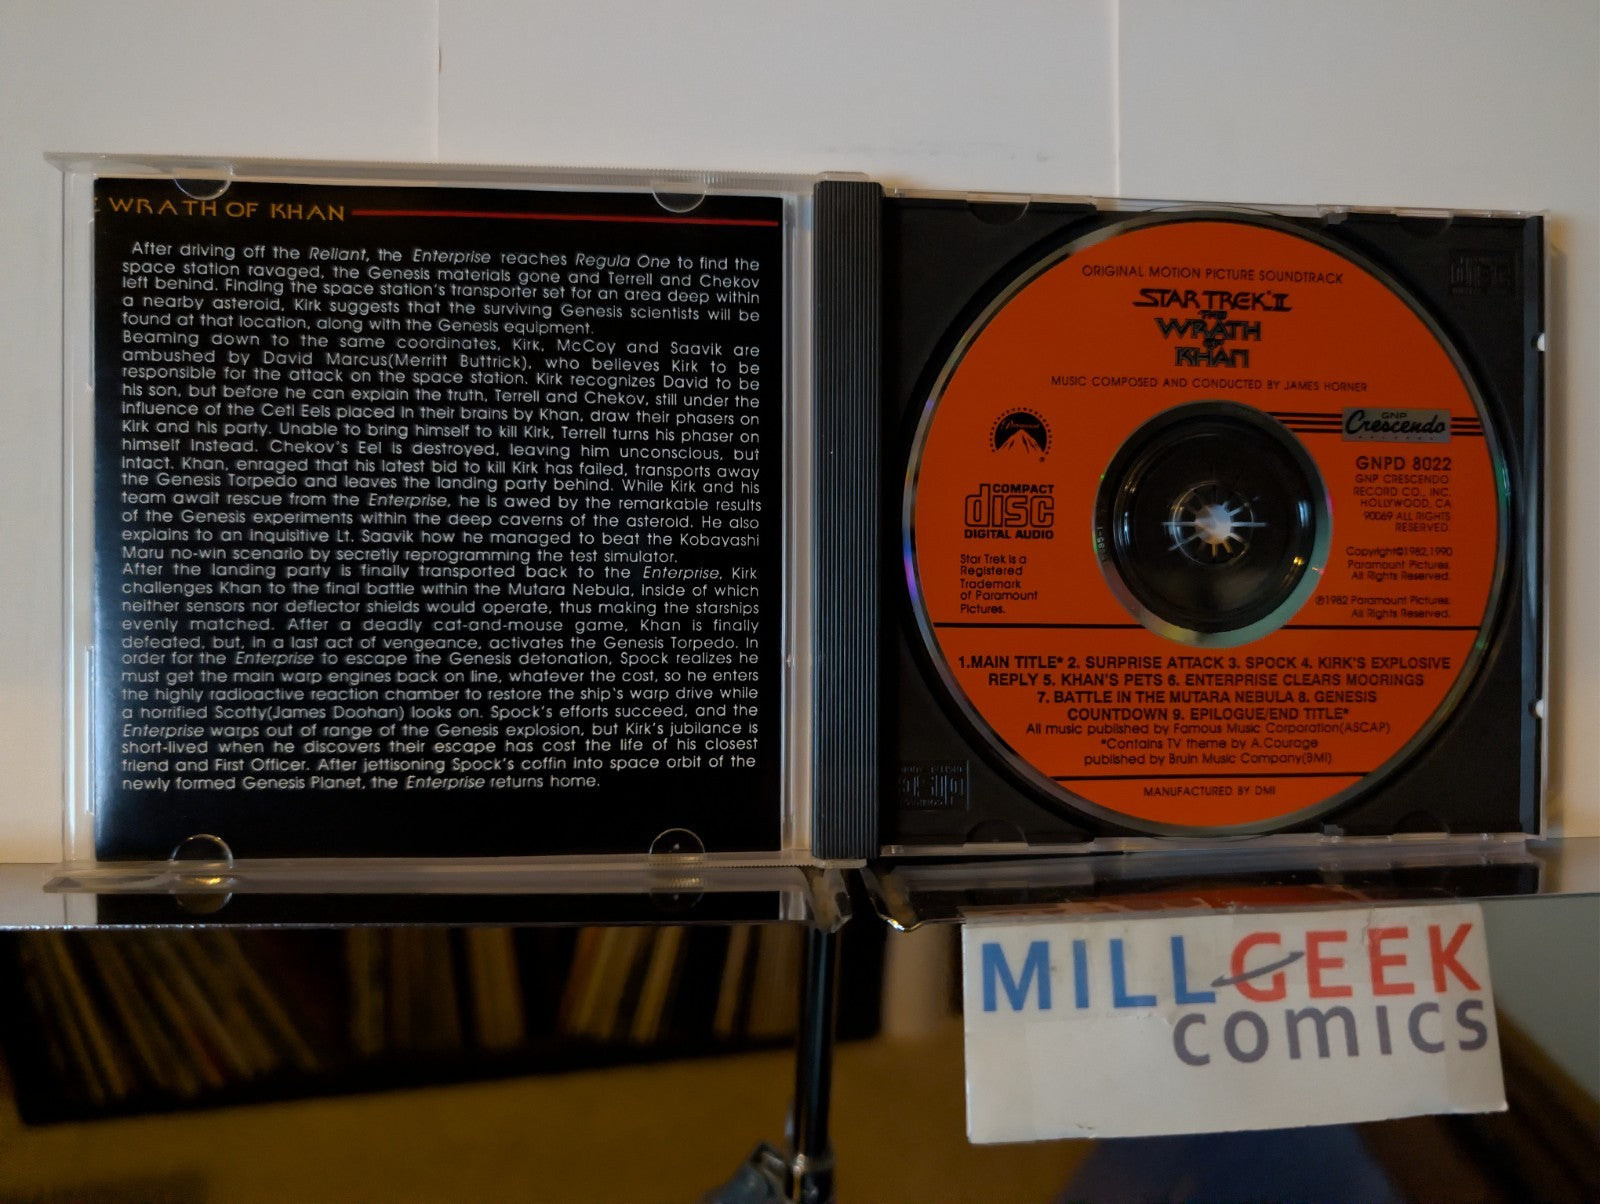 WRATH OF KHAN
After driving off the Reliant, the Enterprise reaches Regula One to find the
space station ravaged, the Genesis materials gone and Terrell and Chekov
left behind. Finding the space station's transporter set for an area deep within
a nearby asteroid, Kirk suggests that the surviving Genesis scientists will be
found at that location, along with the Genesis equipment.
Beaming down to the same coordinates, Kirk, McCoy and Saavik are
ambushed by David Marcus(Merritt Buttrick), who believes Kirk to be
responsible for the attack on the space station. Kirk recognizes David to be
his son, but before he can explain the truth, Terrell and Chekov, still under the
influence of the Ceti Eels placed in their brains by Khan, draw their phasers on
Kirk and his party. Unable to bring himself to kill Kirk, Terrell turns his phaser on
himself instead. Chekov's Eel is destroyed, leaving him unconscious, but
intact. Khan, enraged that his latest bid to kill Kirk has failed, transports away
the Genesis Torpedo and leaves the landing party behind. While Kirk and his
team await rescue from the Enterprise, he is awed by the remarkable results
of the Genesis experiments within the deep caverns of the asteroid. He also
explains to an inquisitive Lt. Saavik how he managed to beat the Kobayashi
Maru no-win scenario by secretly reprogramming the test simulator.
After the landing party is finally transported back to the Enterprise, Kirk
challenges Khan to the final battle within the Mutara Nebula, inside of which
neither sensors nor deflector shields would operate, thus making the starships
evenly matched. After a deadly cat-and-mouse game, Khan is finally
defeated, but, in a last act of vengeance, activates the Genesis Torpedo. In
order for the Enterprise to escape the Genesis detonation, Spock realizes he
must get the main warp engines back on line, whatever the cost, so he enters
the highly radioactive reaction chamber to restore the ship's warp drive while
a horrified Scotty(James Doohan) looks on. Spock's efforts succeed, and the
Enterprise warps out of range of the Genesis explosion, but Kirk's jubilance is
short-lived when he discovers their escape has cost the life of his closest
friend and First Officer. After jettisoning Spock's coffin into space orbit of the
newly formed Genesis Planet, the Enterprise returns home.
ORIGINAL MOTION PICTURE SOUNDTRACK
STAR TREK II
THE
WRATH
OF
KHAN
MUSIC COMPOSED AND CONDUCTED BY JAMES HORNER
Paramount
GNP
Crescendo
RECORDS
COMPACT
disc
DIGITAL AUDIO
GNPD 8022
GNP CRESCENDO
RECORD CO., INC.
HOLLYWOOD, CA
90069 ALL RIGHTS
RESERVED.
Star Trek is a
Registered
Trademark
of Paramount
Pictures.
Copyright©1982,1990
Paramount Pictures.
All Rights Reserved.
℗1982 Paramount Pictures.
All Rights Reserved.
1.MAIN TITLE* 2. SURPRISE ATTACK 3. SPOCK 4. KIRK'S EXPLOSIVE
REPLY 5. KHAN'S PETS 6. ENTERPRISE CLEARS MOORINGS
7. BATTLE IN THE MUTARA NEBULA 8. GENESIS
COUNTDOWN 9. EPILOGUE/END TITLE*
All music published by Famous Music Corporation(ASCAP)
*Contains TV theme by A.Courage
published by Bruin Music Company(BMI)
MANUFACTURED BY DMI
MILLGEEK
COMICS